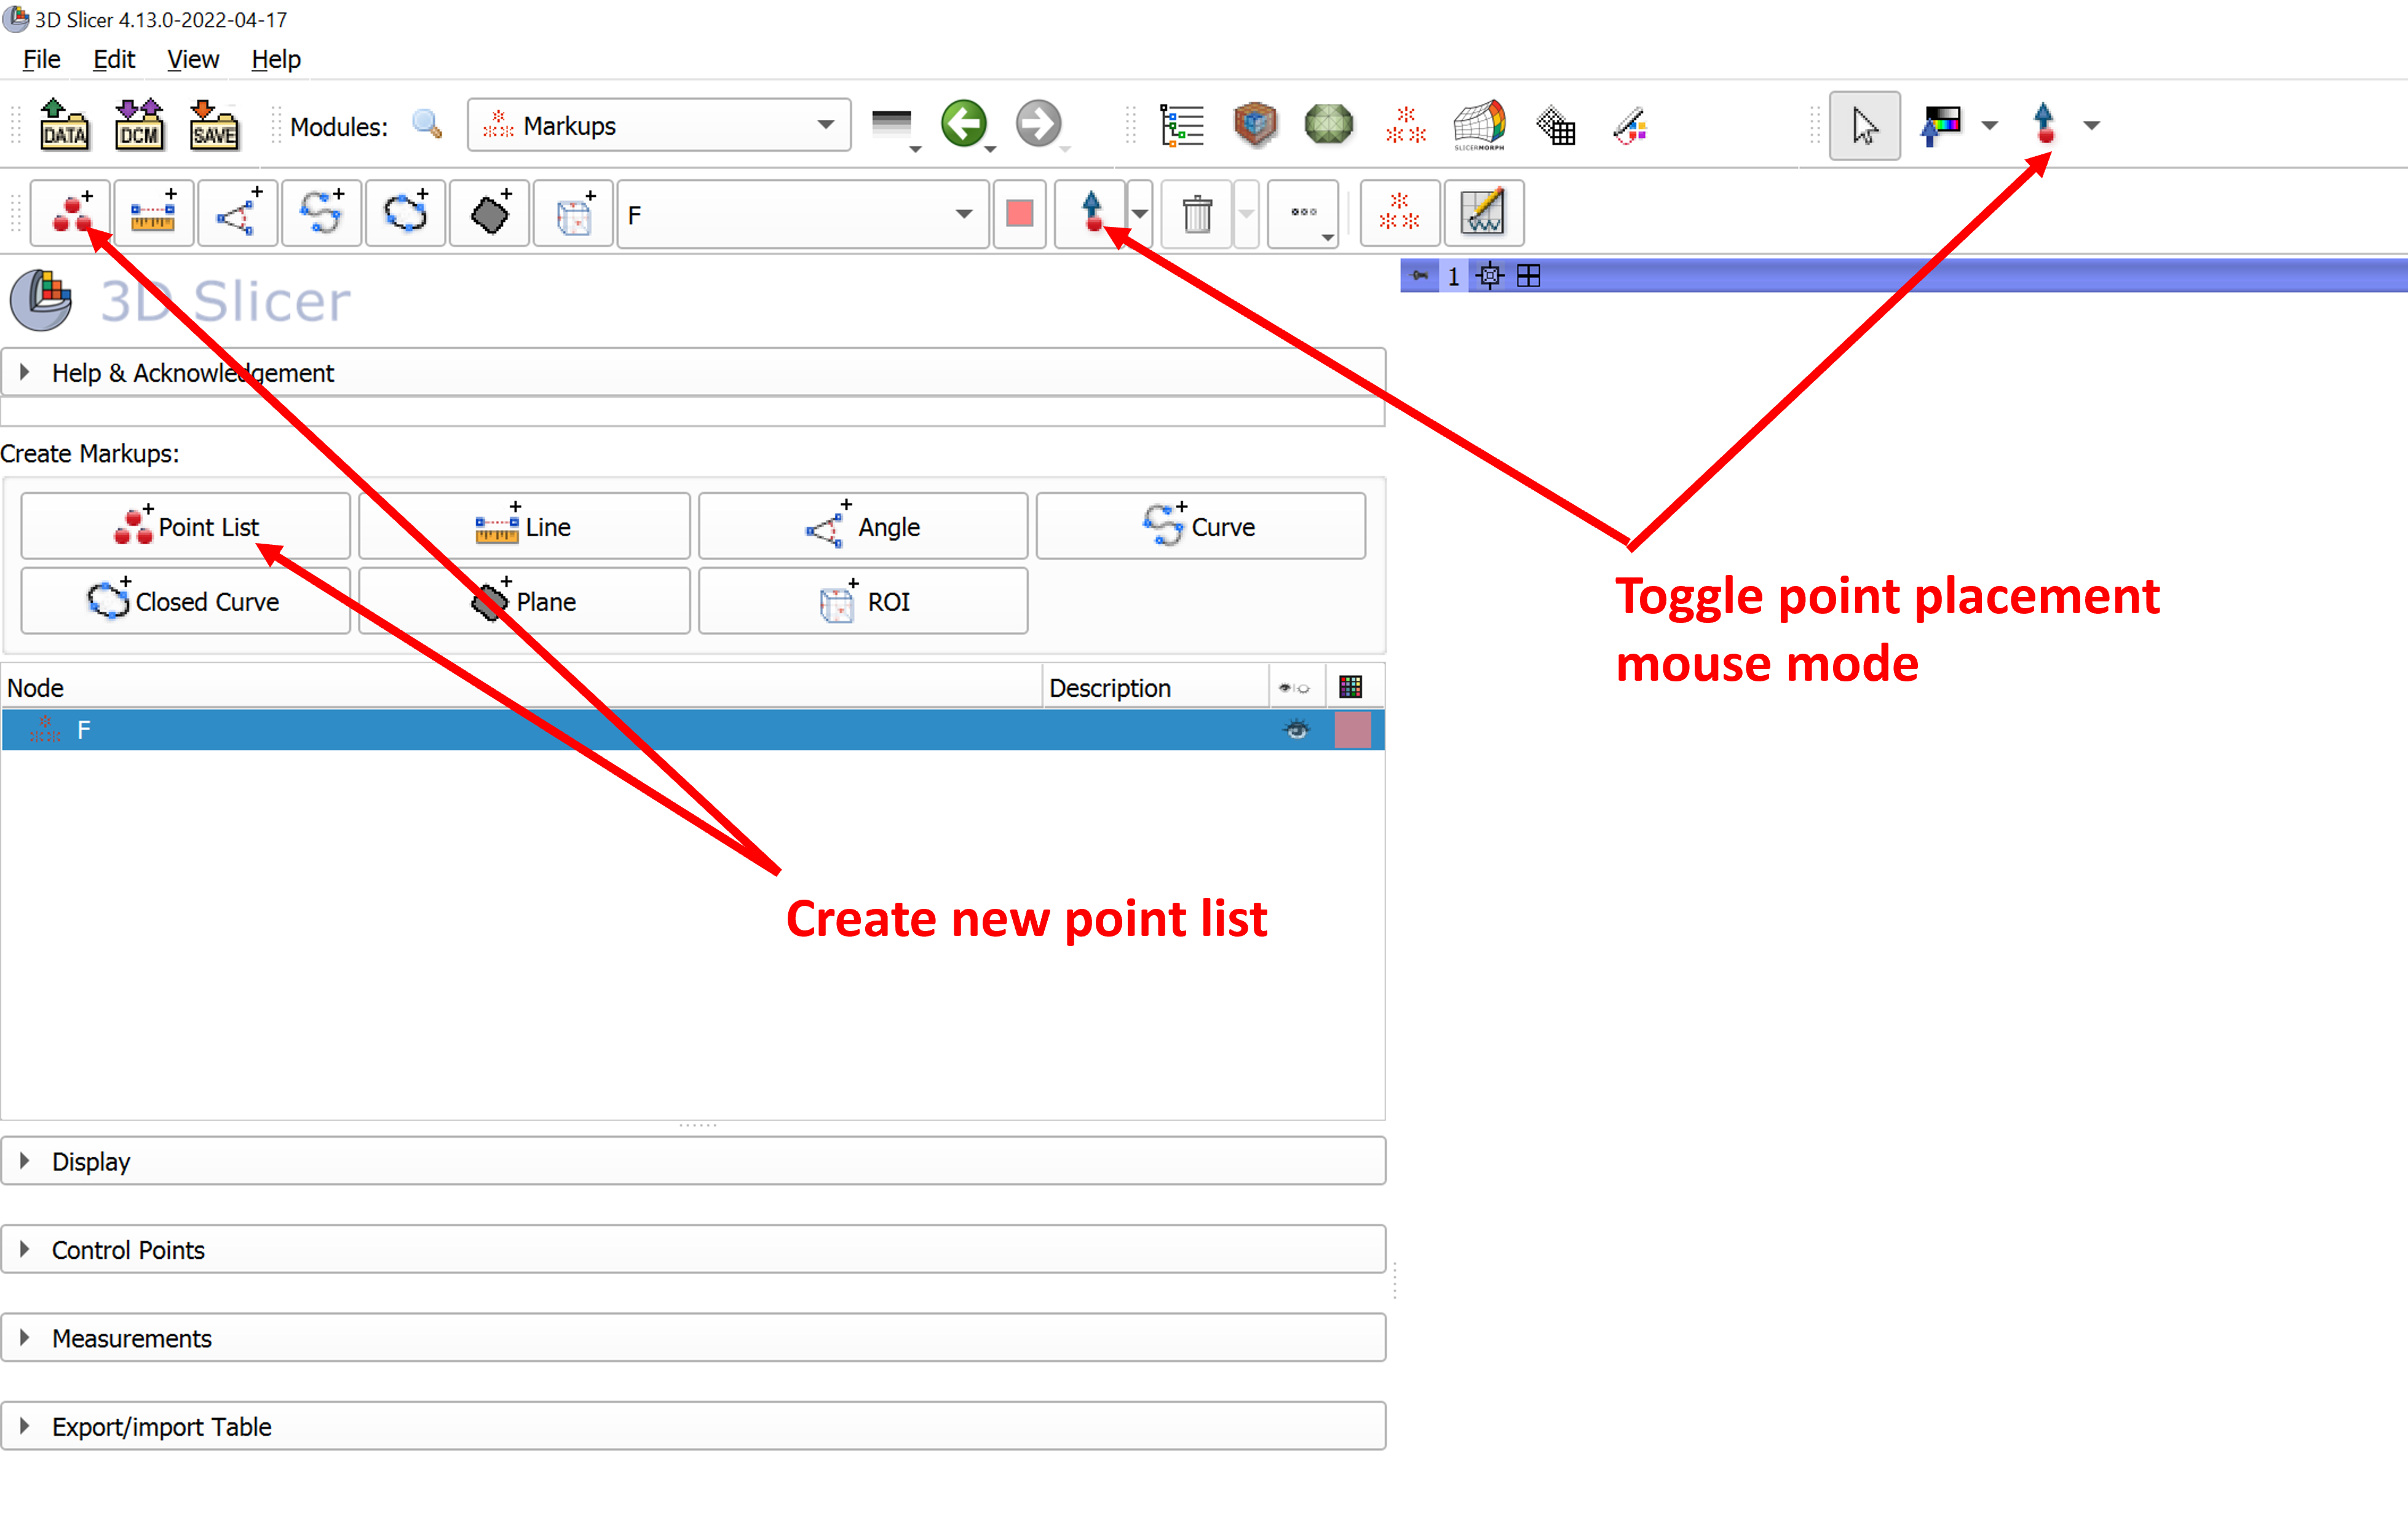 3D Slicer 4.13.0-2022-04-17
File Edit View Help
DATA DCM SAVE Modules: Markups SLICERMORPH
F
1
3D Slicer
Help & Acknowledgement
Create Markups:
Point List Line Angle Curve
Closed Curve Plane ROI
Toggle point placement
mouse mode
Node Description
F
Create new point list
Display
Control Points
Measurements
Export/import Table